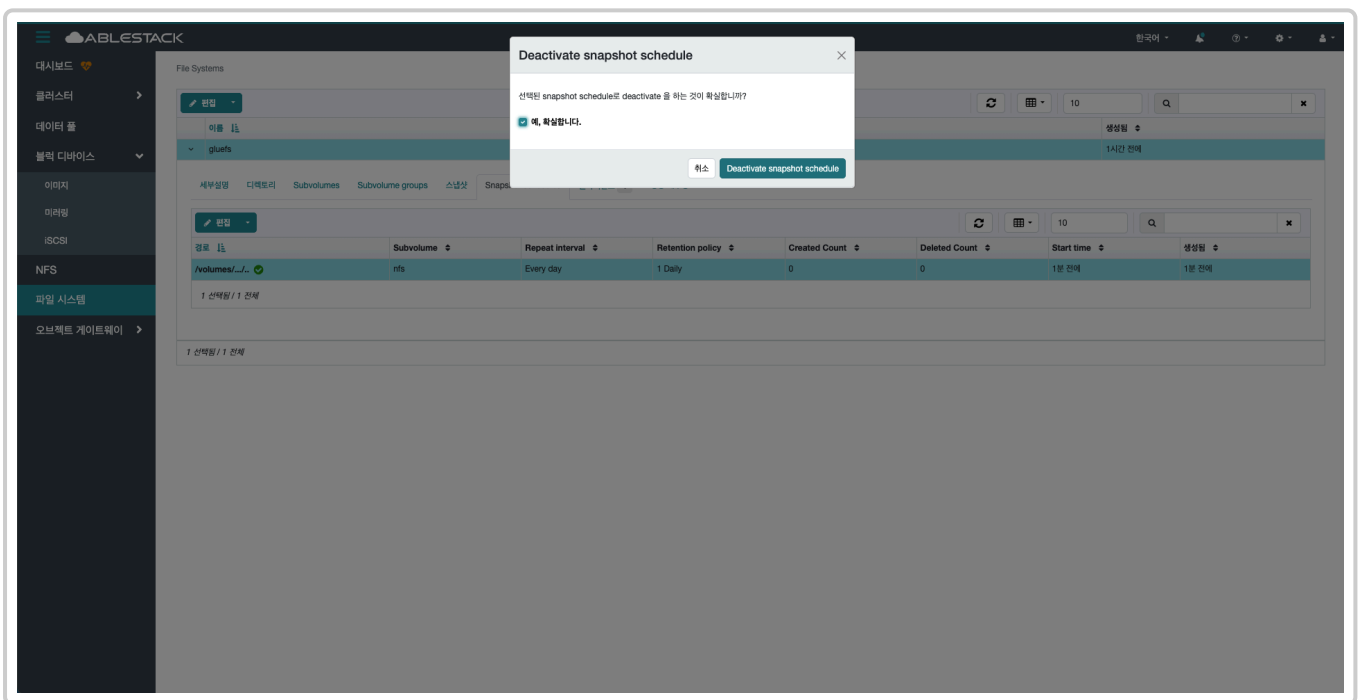 ABLESTACK
한국어
대시보드
클러스터
데이터 풀
블럭 디바이스
이미지
미러링
iSCSI
NFS
파일 시스템
오브젝트 게이트웨이
File Systems
편집
10
이름
생성됨
gluefs
1시간 전에
Deactivate snapshot schedule
선택된 snapshot schedule로 deactivate 을 하는 것이 확실합니까?
예, 확실합니다.
취소
Deactivate snapshot schedule
세부설명
디렉토리
Subvolumes
Subvolume groups
스냅샷
Snaps
편집
10
경로
Subvolume
Repeat interval
Retention policy
Created Count
Deleted Count
Start time
생성됨
/volumes/.../..
nfs
Every day
1 Daily
0
0
1분 전에
1분 전에
1 선택됨 / 1 전체
1 선택됨 / 1 전체